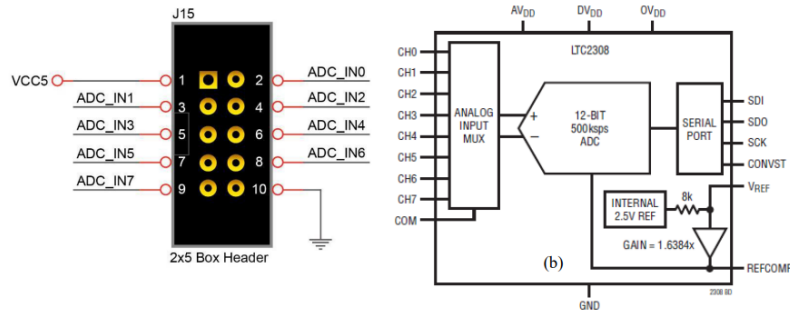 J15
VCC5
1
2
ADC_IN0
ADC_IN1
3
4
ADC_IN2
ADC_IN3
5
6
ADC_IN4
ADC_IN5
7
8
ADC_IN6
ADC_IN7
9
10
2x5 Box Header
AVDD
DVDD
OVDD
LTC2308
CH0
CH1
CH2
CH3
CH4
CH5
CH6
CH7
COM
ANALOG
INPUT
MUX
+
–
12-BIT
500ksps
ADC
SERIAL
PORT
SDI
SDO
SCK
CONVST
VREF
INTERNAL
2.5V REF
8k
GAIN = 1.6384x
REFCOMP
(b)
2308 BD
GND